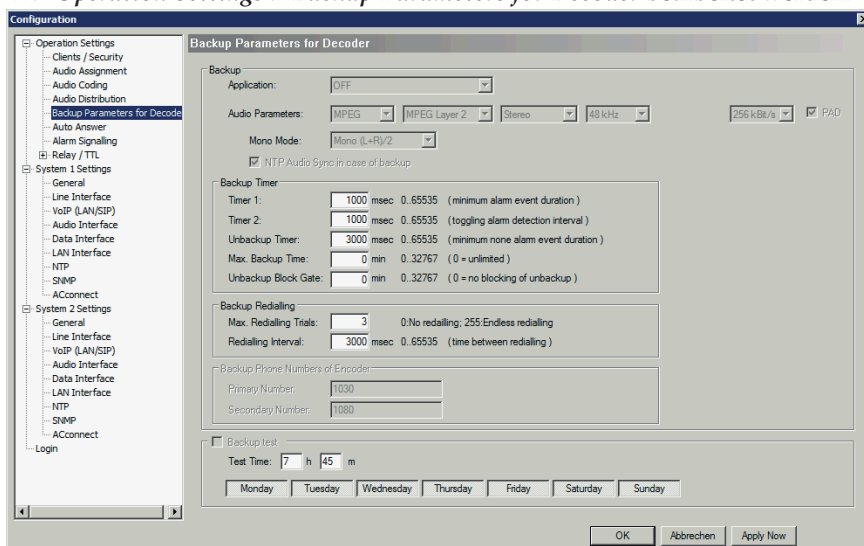 Configuration
Operation Settings
Clients / Security
Audio Assignment
Audio Coding
Audio Distribution
Backup Parameters for Decode
Auto Answer
Alarm Signalling
Relay / TTL
System 1 Settings
General
Line Interface
VoIP (LAN/SIP)
Audio Interface
Data Interface
LAN Interface
NTP
SNMP
ACconnect
System 2 Settings
General
Line Interface
VoIP (LAN/SIP)
Audio Interface
Data Interface
LAN Interface
NTP
SNMP
ACconnect
Login
Backup Parameters for Decoder
Backup
Application: OFF
Audio Parameters: MPEG MPEG Layer 2 Stereo 48 kHz 256 kBit/s PAD
Mono Mode: Mono (L+R)/2
NTP Audio Sync in case of backup
Backup Timer
Timer 1: 1000 msec 0..65535 ( minimum alarm event duration )
Timer 2: 1000 msec 0..65535 (toggling alarm detection interval )
Unbackup Timer: 3000 msec 0..65535 (minimum none alarm event duration )
Max. Backup Time: 0 min 0..32767 ( 0 = unlimited )
Unbackup Block Gate: 0 min 0..32767 ( 0 = no blocking of unbackup )
Backup Redialling
Max. Redialling Trials: 3 0:No redailling; 255:Endless redialling
Redialling Interval: 3000 msec 0..65535 (time between redialling )
Backup Phone Numbers of Encoder
Primary Number: 1030
Secondary Number: 1080
Backup test
Test Time: 7 h 45 m
Monday Tuesday Wednesday Thursday Friday Saturday Sunday
OK Abbrechen Apply Now